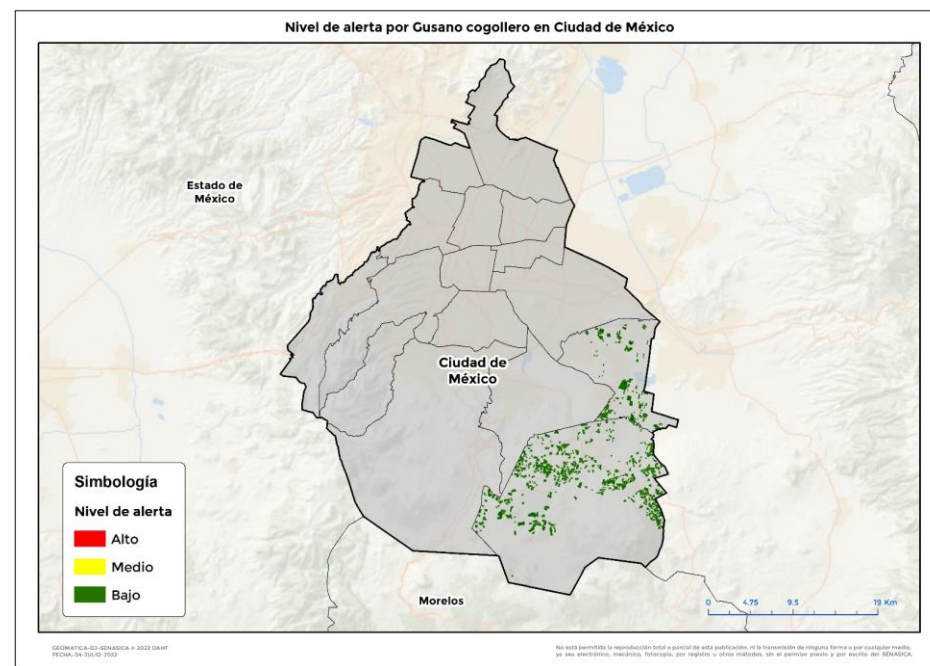 Nivel de alerta por Gusano cogollero en Ciudad de México
Estado de
México
Ciudad de
México
Simbología
Nivel de alerta
Alto
Medio
Bajo
Morelos
0 4.75 9.5 19 Km
GEOMATICA-DJ-SENASICA © 2022 DAHF
FECHA: 04-JULIO-2022
No está permitida la reproducción total o parcial de esta publicación, ni la transmisión de ninguna forma o por cualquier medio,
ya sea electrónico, mecánico, fotocopia, por registro u otros métodos, sin el permiso previo y por escrito del SENASICA.